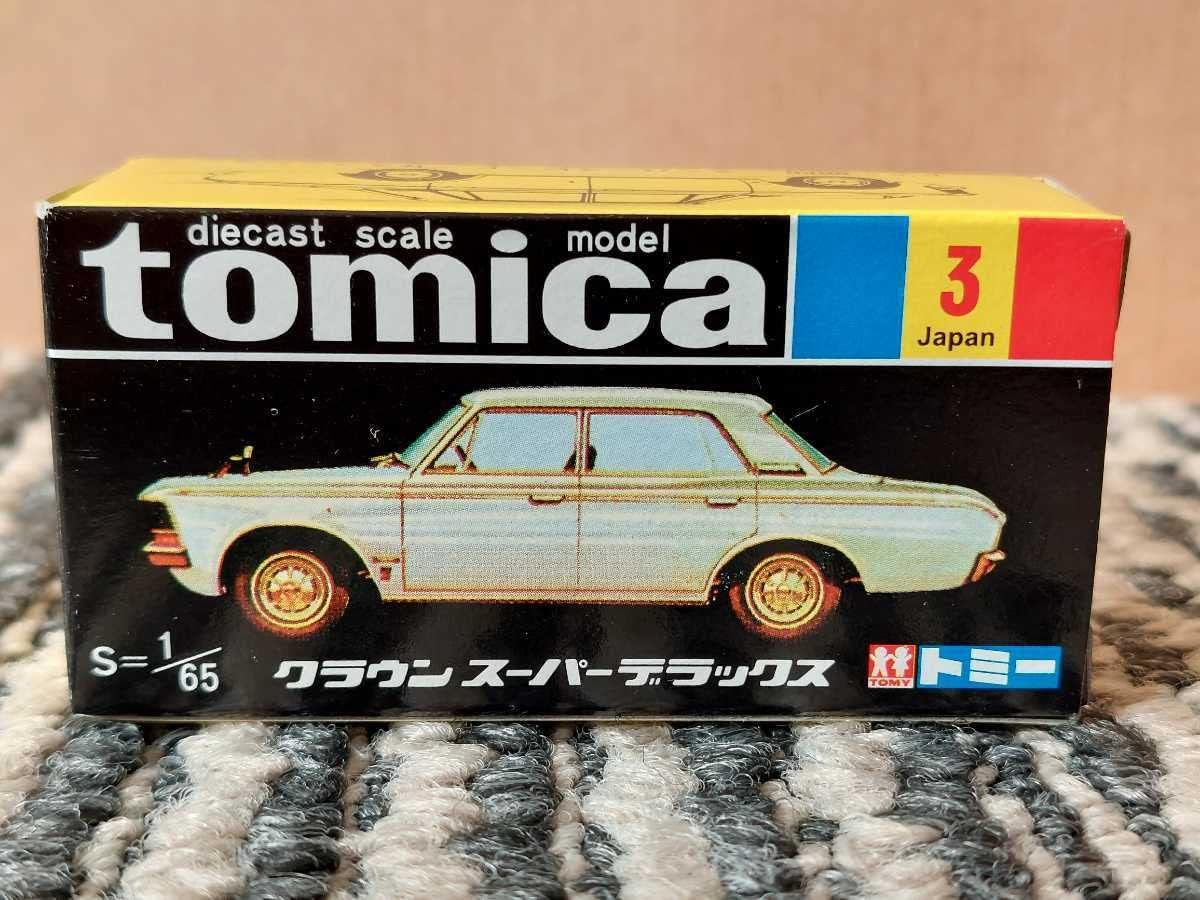 diecast scale model
tomica
3
Japan
S=1/65
クラウン スーパーデラックス
TOMY
トミー